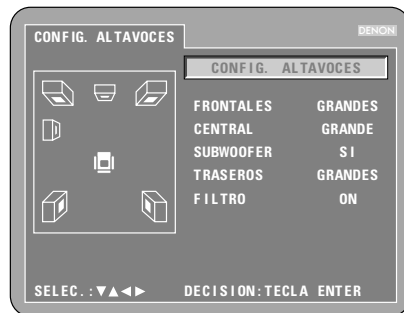 CONFIG. ALTAVOCES
DENON
CONFIG. ALTAVOCES
FRONTALES GRANDES
CENTRAL GRANDE
SUBWOOFER SI
TRASEROS GRANDES
FILTRO ON
SELEC.:▼▲◄► DECISION:TECLA ENTER